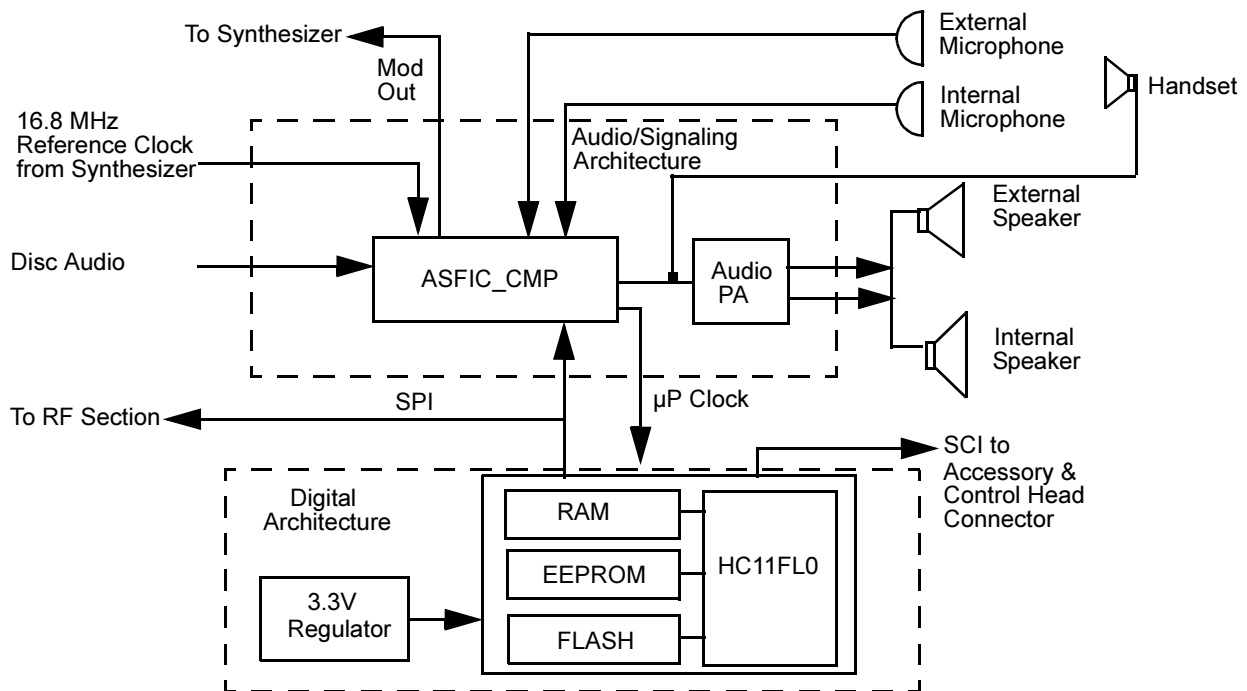 To Synthesizer
Mod
Out
External
Microphone
Internal
Microphone
Handset
16.8 MHz
Reference Clock
from Synthesizer
Audio/Signaling
Architecture
External
Speaker
Disc Audio
ASFIC_CMP
Audio
PA
Internal
Speaker
To RF Section
SPI
µP Clock
SCI to
Accessory &
Control Head
Connector
Digital
Architecture
RAM
EEPROM
FLASH
HC11FL0
3.3V
Regulator